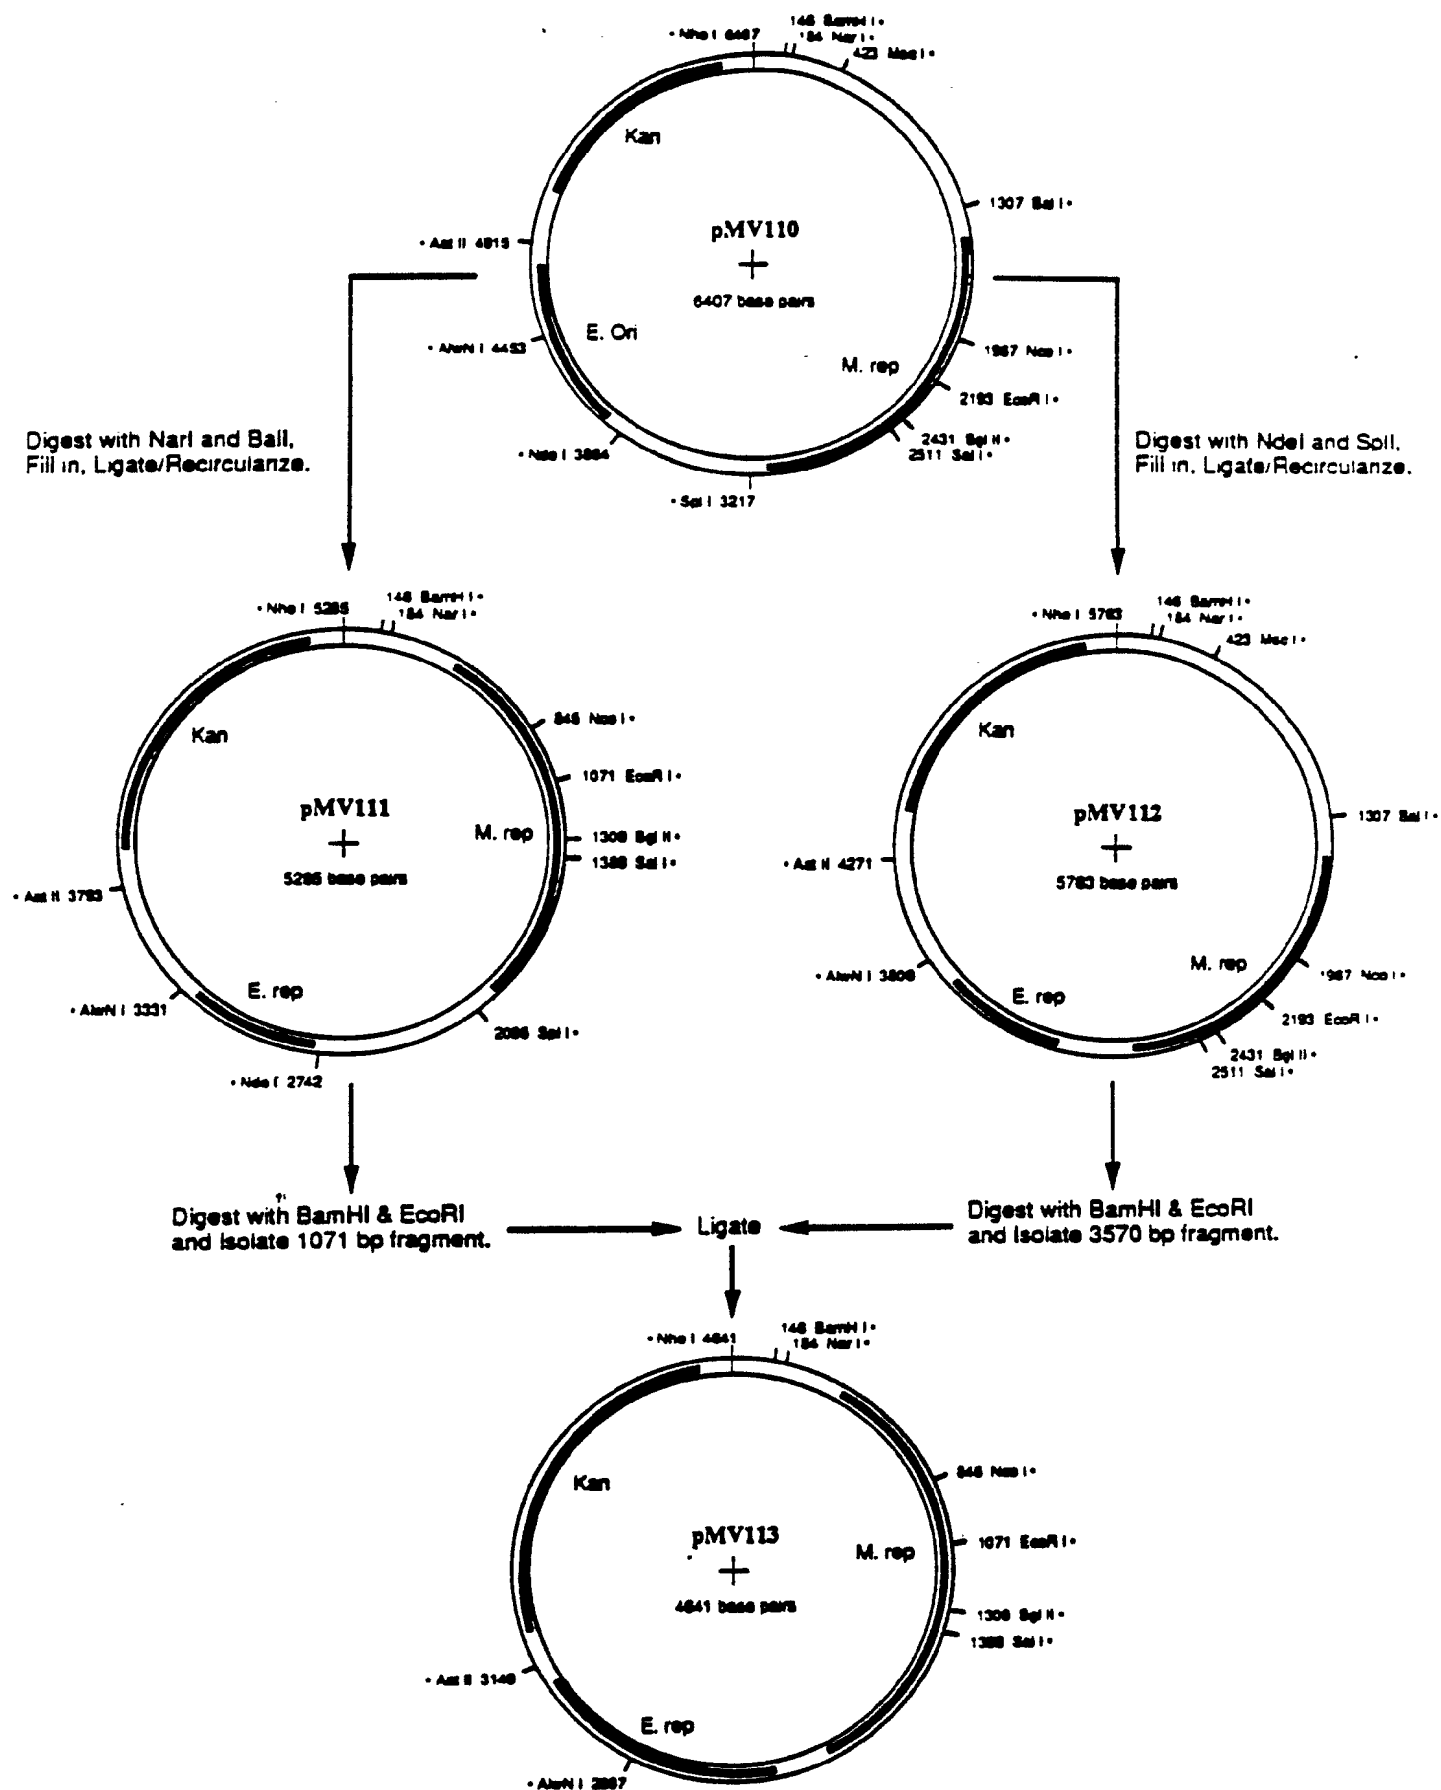 • Nhe I 6407
146 BamH I •
184 Nar I •
423 Msc I •
Kan
1307 Bal I •
pMV110
• Aat II 4915
6407 base pairs
E. Ori
• AlwN I 4453
M. rep
1967 Nco I •
2193 EcoR I •
2431 Bgl II •
2511 Sal I •
• Nde I 3864
• Spl I 3217
Digest with NarI and BalI,
Fill in, Ligate/Recircularize.
Digest with NdeI and SplI,
Fill in, Ligate/Recircularize.
• Nhe I 5285
146 BamH I •
184 Nar I •
845 Nco I •
Kan
1071 EcoR I •
pMV111
M. rep
1309 Bgl II •
1389 Sal I •
5285 base pairs
• Aat II 3793
E. rep
• AlwN I 3331
2095 Spl I •
• Nde I 2742
• Nhe I 5763
146 BamH I •
184 Nar I •
423 Msc I •
Kan
1307 Bal I •
pMV112
• Aat II 4271
5763 base pairs
• AlwN I 3809
M. rep
E. rep
1967 Nco I •
2193 EcoR I •
2431 Bgl II •
2511 Sal I •
Digest with BamHI & EcoRI
and Isolate 1071 bp fragment.
Ligate
Digest with BamHI & EcoRI
and Isolate 3570 bp fragment.
• Nhe I 4641
146 BamH I •
184 Nar I •
Kan
845 Nco I •
pMV113
M. rep
1071 EcoR I •
4641 base pairs
1309 Bgl II •
1389 Sal I •
• Aat II 3149
E. rep
• AlwN I